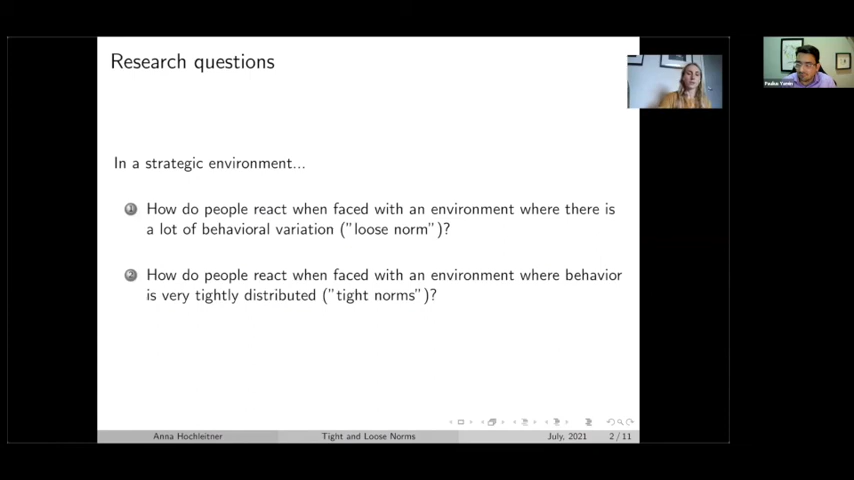 Research questions
In a strategic environment...
1 How do people react when faced with an environment where there is
a lot of behavioral variation ("loose norm")?
2 How do people react when faced with an environment where behavior
is very tightly distributed ("tight norms")?
Anna Hochleitner Tight and Loose Norms July, 2021 2 / 11
Paulius Yamin